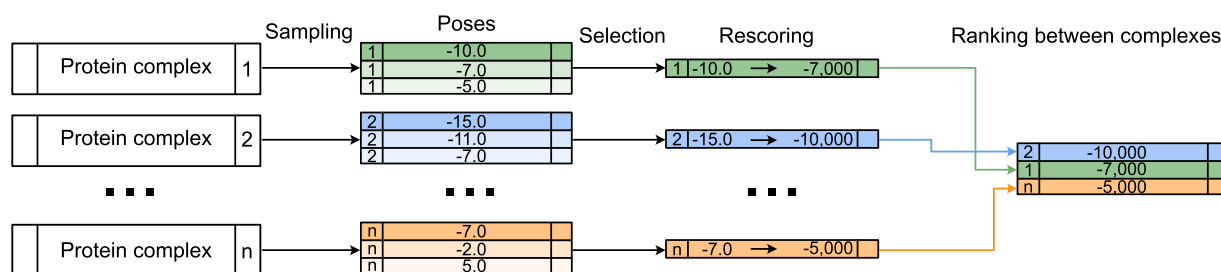 Sampling Poses Selection Rescoring Ranking between complexes
Protein complex 1
1 -10.0
1 -7.0
1 -5.0
1 -10.0 → -7,000
Protein complex 2
2 -15.0
2 -11.0
2 -7.0
2 -15.0 → -10,000
2 -10,000
1 -7,000
n -5,000
Protein complex n
n -7.0
n -2.0
n 5.0
n -7.0 → -5,000